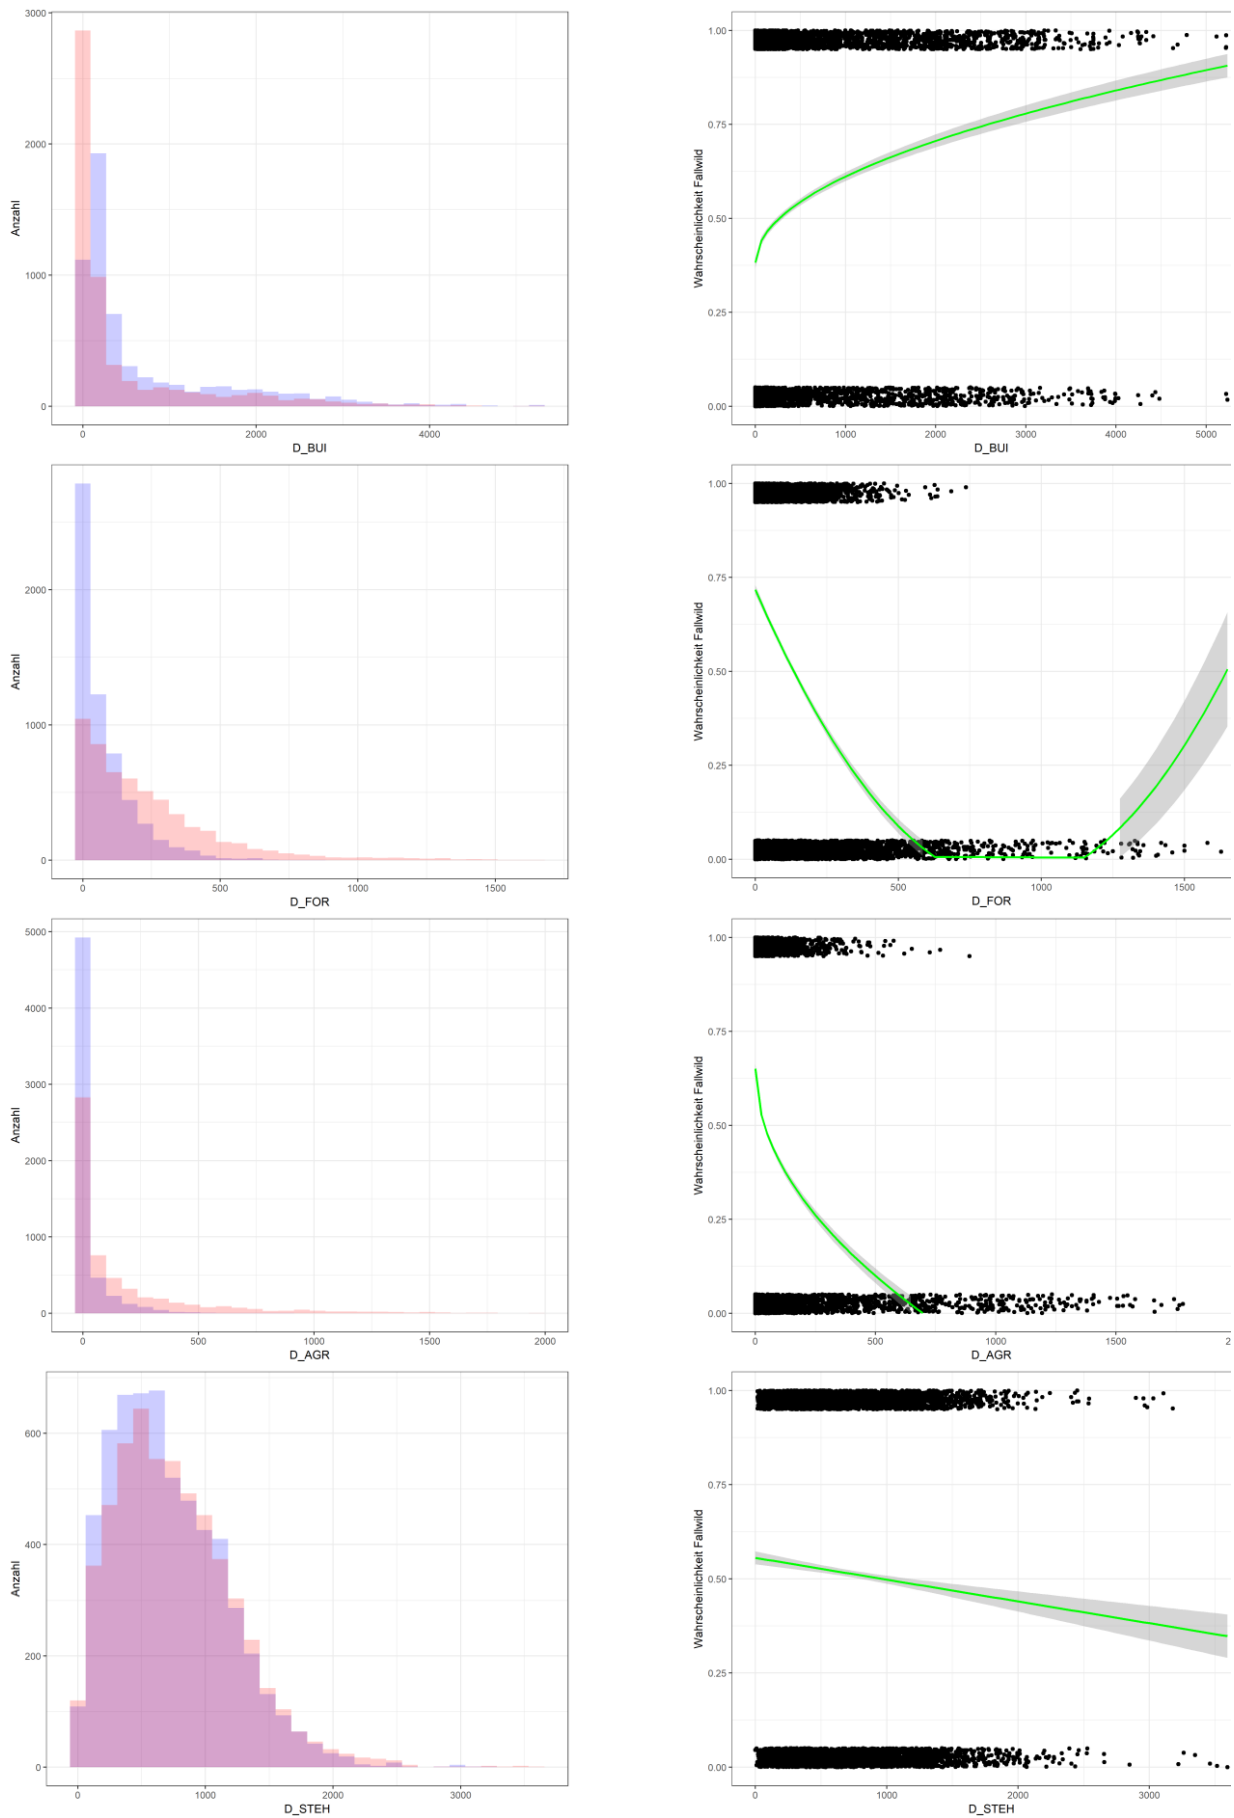 3000
2000
1000
0
Anzahl
0 2000 4000
D_BUI
1.00
0.75
0.50
0.25
0.00
Wahrscheinlichkeit Fallwild
0 1000 2000 3000 4000 5000
D_BUI
2000
1000
0
Anzahl
0 500 1000 1500
D_FOR
1.00
0.75
0.50
0.25
0.00
Wahrscheinlichkeit Fallwild
0 500 1000 1500
D_FOR
5000
4000
3000
2000
1000
0
Anzahl
0 500 1000 1500 2000
D_AGR
1.00
0.75
0.50
0.25
0.00
Wahrscheinlichkeit Fallwild
0 500 1000 1500 2
D_AGR
600
400
200
0
Anzahl
0 1000 2000 3000
D_STEH
1.00
0.75
0.50
0.25
0.00
Wahrscheinlichkeit Fallwild
0 1000 2000 3000
D_STEH